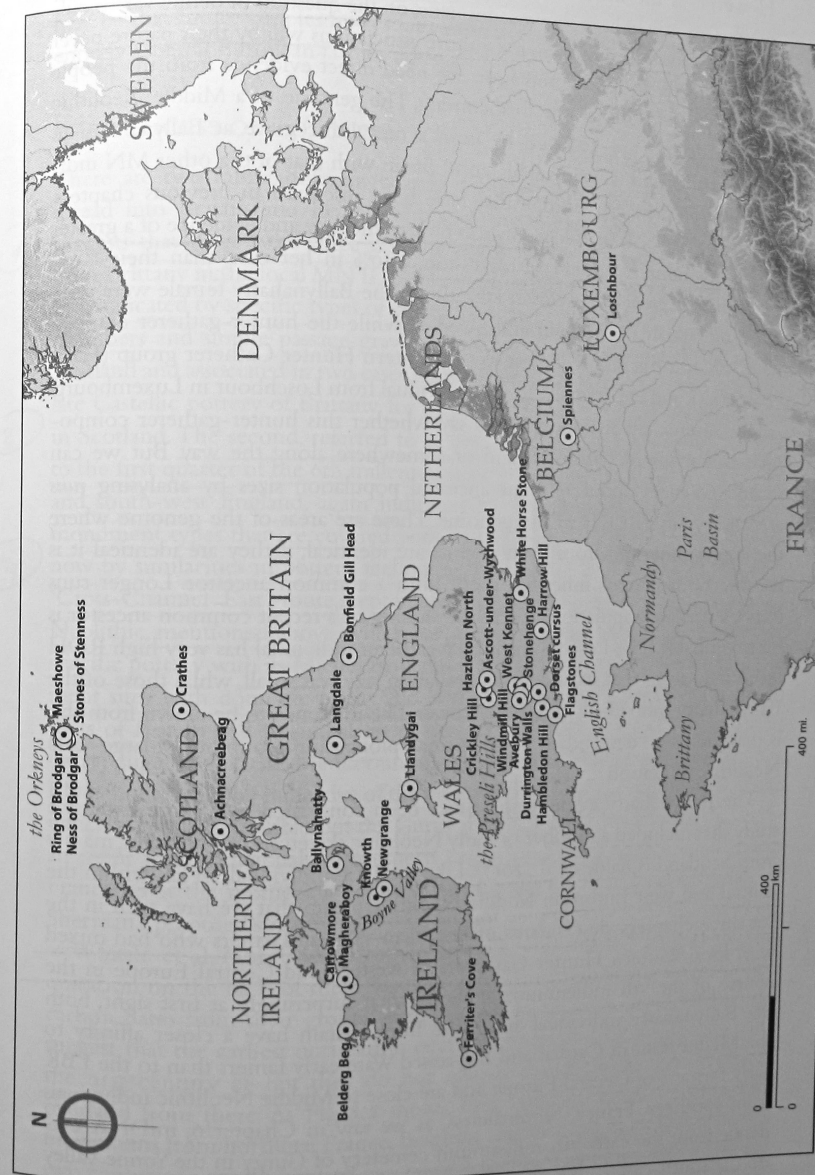 N
the Orkneys
Ring of Brodgar
Ness of Brodgar
Maeshowe
Stones of Stenness
SCOTLAND
Crathes
Achnacreebeag
SWEDEN
DENMARK
NORTHERN
IRELAND
GREAT BRITAIN
Ballynahatty
Langdale
Bonfield Gill Head
Belderg Beg
Carrowmore
Magheraboy
Knowth
Newgrange
Boyne Valley
IRELAND
Llandygai
ENGLAND
NETHERLANDS
Ferriter's Cove
WALES
the Preseli Hills
Crickley Hill
Hazleton North
Ascott-under-Wychwood
Windmill Hill
West Kennet
Avebury
Stonehenge
White Horse Stone
Durrington Walls
Harrow Hill
Hambledon Hill
Dorset cursus
Flagstones
CORNWALL
English Channel
BELGIUM
Spiennes
LUXEMBOURG
Loschbour
Normandy
Brittany
Paris
Basin
FRANCE
0
400 km
0
400 mi.